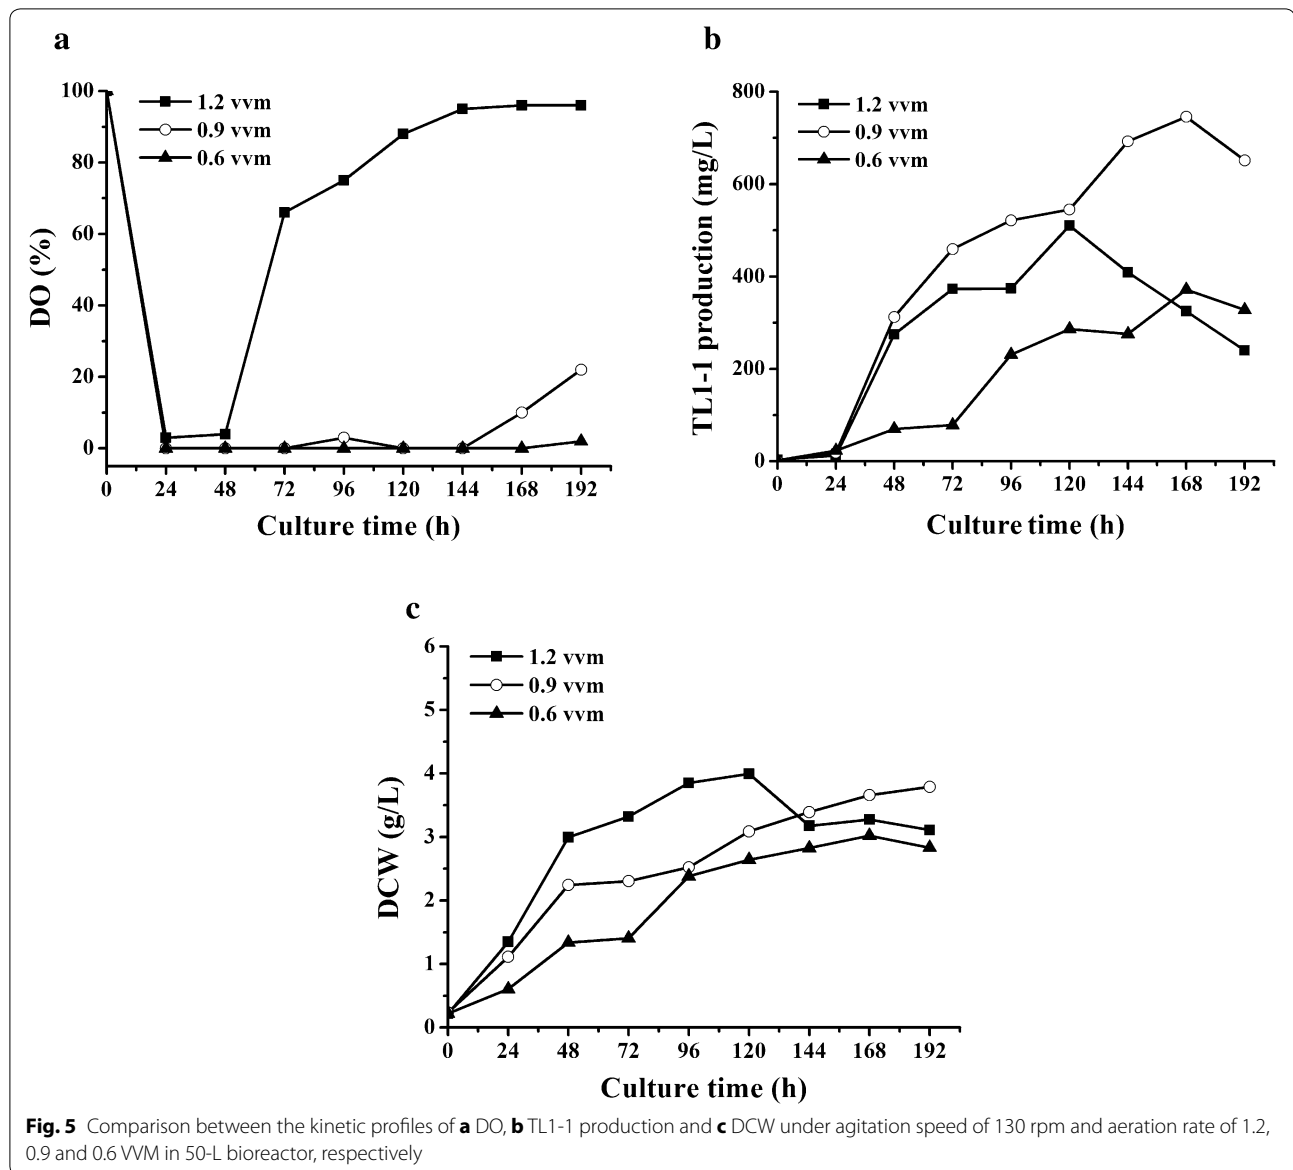 a
100
80
60
40
20
0
DO (%)
1.2 vvm
0.9 vvm
0.6 vvm
0 24 48 72 96 120 144 168 192
Culture time (h)
b
800
600
400
200
0
TL1-1 production (mg/L)
1.2 vvm
0.9 vvm
0.6 vvm
0 24 48 72 96 120 144 168 192
Culture time (h)
c
6
5
4
3
2
1
0
DCW (g/L)
1.2 vvm
0.9 vvm
0.6 vvm
0 24 48 72 96 120 144 168 192
Culture time (h)
Fig. 5 Comparison between the kinetic profiles of a DO, b TL1-1 production and c DCW under agitation speed of 130 rpm and aeration rate of 1.2,
0.9 and 0.6 VVM in 50-L bioreactor, respectively